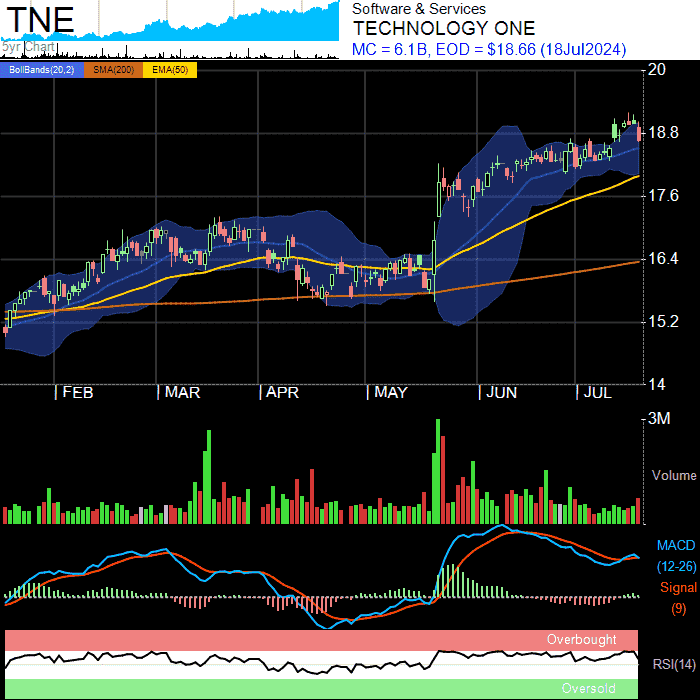 TNE
5yr Chart
Software & Services
TECHNOLOGY ONE
MC = 6.1B, EOD = $18.66 (18Jul2024)
BollBands(20,2) SMA(200) EMA(50)
20
18.8
17.6
16.4
15.2
14
FEB MAR APR MAY JUN JUL
3M
Volume
MACD
(12-26)
Signal
(9)
Overbought
RSI(14)
Oversold